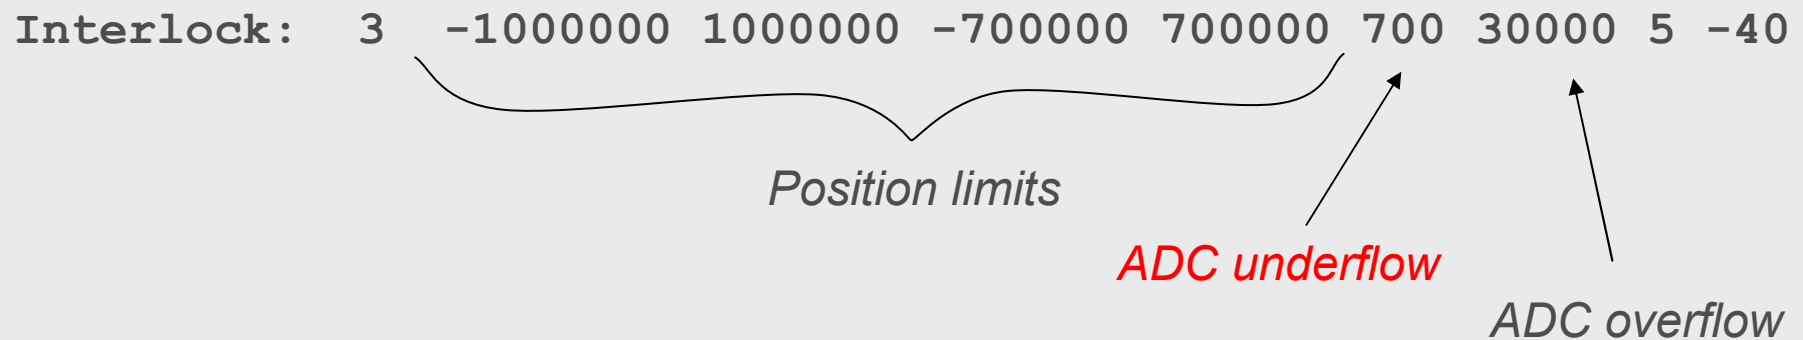 Interlock: 3 -1000000 1000000 -700000 700000 700 30000 5 -40
Position limits
ADC underflow
ADC overflow